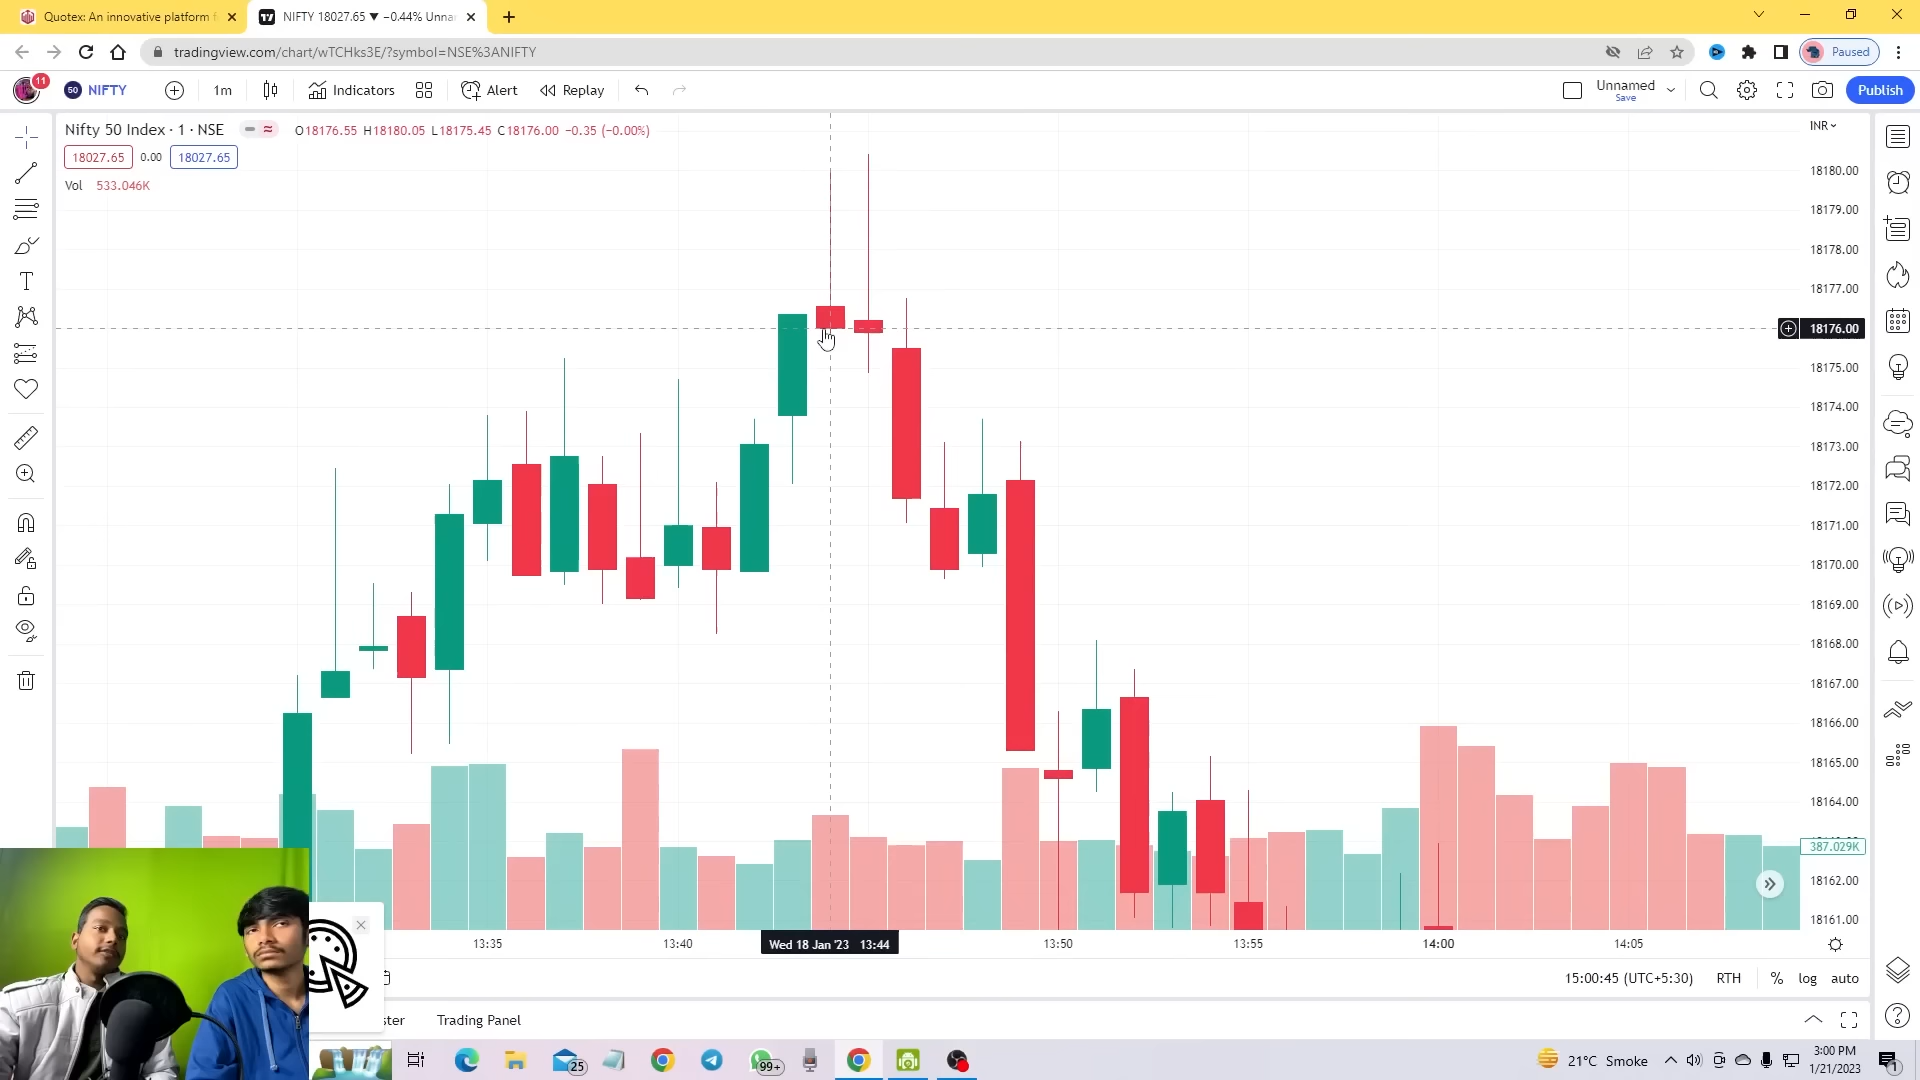 Quotex: An innovative platform f
NIFTY 18027.65 ▼ −0.44% Unna
tradingview.com/chart/wTCHks3E/?symbol=NSE%3ANIFTY
Paused
11
50 NIFTY
1m
Indicators
Alert
Replay
Unnamed
Save
Publish
Nifty 50 Index · 1 · NSE
O18176.55 H18180.05 L18175.45 C18176.00 −0.35 (−0.00%)
INR
18027.65 0.00 18027.65
Vol 533.046K
18180.00
18179.00
18178.00
18177.00
18176.00
18175.00
18174.00
18173.00
18172.00
18171.00
18170.00
18169.00
18168.00
18167.00
18166.00
18165.00
18164.00
387.029K
18162.00
18161.00
13:35
13:40
Wed 18 Jan '23 13:44
13:50
13:55
14:00
14:05
15:00:45 (UTC+5:30)
RTH
%
log
auto
ster
Trading Panel
25
99+
21°C Smoke
3:00 PM
1/21/2023
1